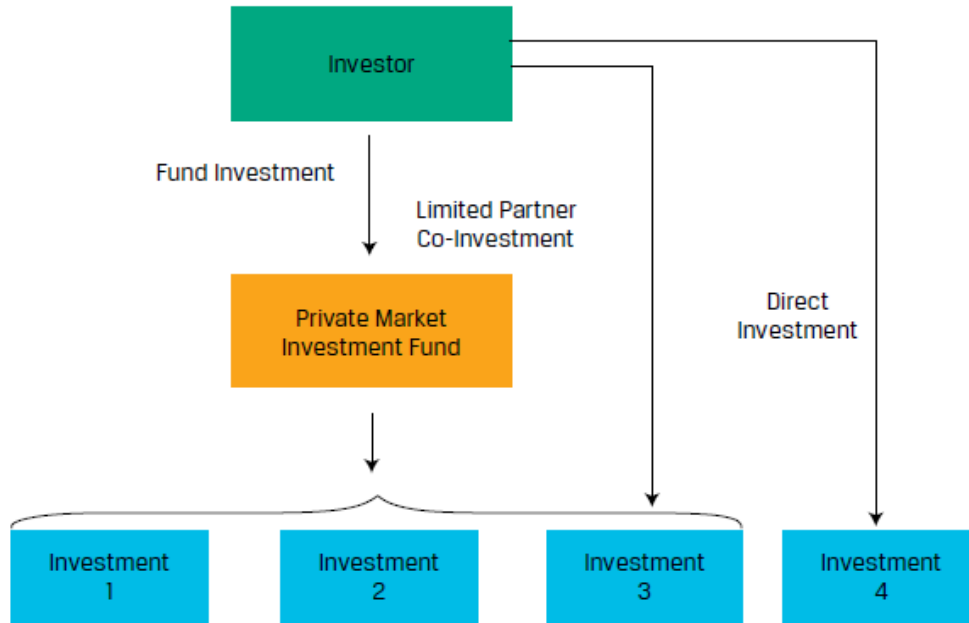 Investor
Fund Investment
Limited Partner
Co-Investment
Private Market
Investment Fund
Direct
Investment
Investment
1
Investment
2
Investment
3
Investment
4